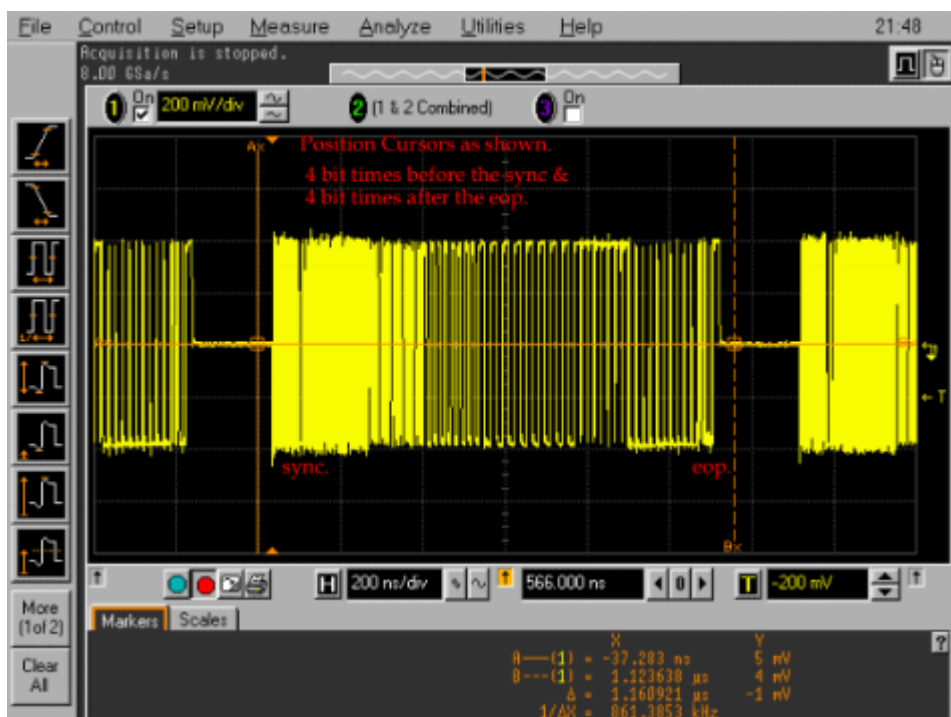 File Control Setup Measure Analyze Utilities Help 21:48
Acquisition is stopped.
8.00 GSa/s
1 On 200 mV/div 2 (1 & 2 Combined) 3 On
Ax
Position Cursors as shown.
4 bit times before the sync &
4 bit times after the eop.
T
sync. eop.
Bx
H 200 ns/div 566.000 ns 0 T -200 mV
More
(1of 2)
Clear
All
Markers Scales
?
X Y
A——(1) = -37.283 ns 5 mV
B---(1) = 1.123638 µs 4 mV
Δ = 1.160921 µs -1 mV
1/ΔX = 861.3853 kHz